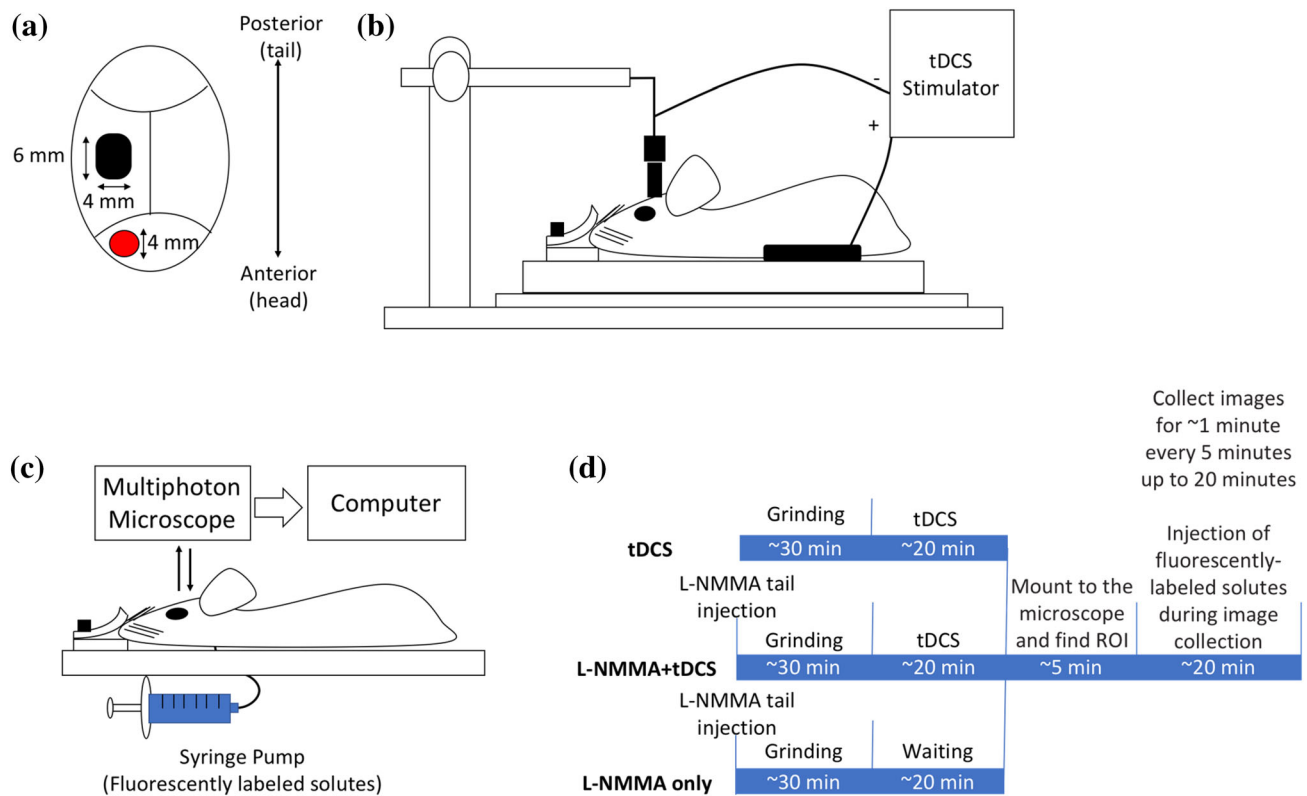 (a)
Posterior
(tail)
6 mm
4 mm
4 mm
Anterior
(head)
(b)
tDCS
Stimulator
-
+
(c)
Multiphoton
Microscope
Computer
Syringe Pump
(Fluorescently labeled solutes)
(d)
Collect images
for ~1 minute
every 5 minutes
up to 20 minutes
Grinding
tDCS
tDCS
~30 min
~20 min
Injection of
fluorescently-
labeled solutes
during image
collection
L-NMMA tail
injection
Mount to the
microscope
and find ROI
Grinding
tDCS
L-NMMA+tDCS
~30 min
~20 min
~5 min
~20 min
L-NMMA tail
injection
Grinding
Waiting
L-NMMA only
~30 min
~20 min